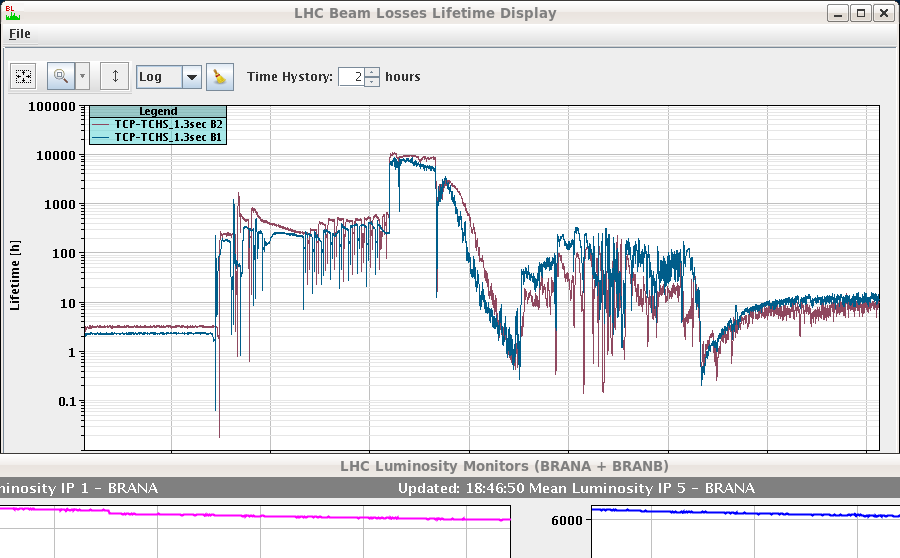 BL
LHC Beam Losses Lifetime Display
File
Log
Time Hystory: 2 hours
Legend
TCP-TCHS_1.3sec B2
TCP-TCHS_1.3sec B1
100000
10000
1000
100
10
1
0.1
Lifetime [h]
LHC Luminosity Monitors (BRANA + BRANB)
minosity IP 1 - BRANA
Updated: 18:46:50 Mean Luminosity IP 5 - BRANA
6000